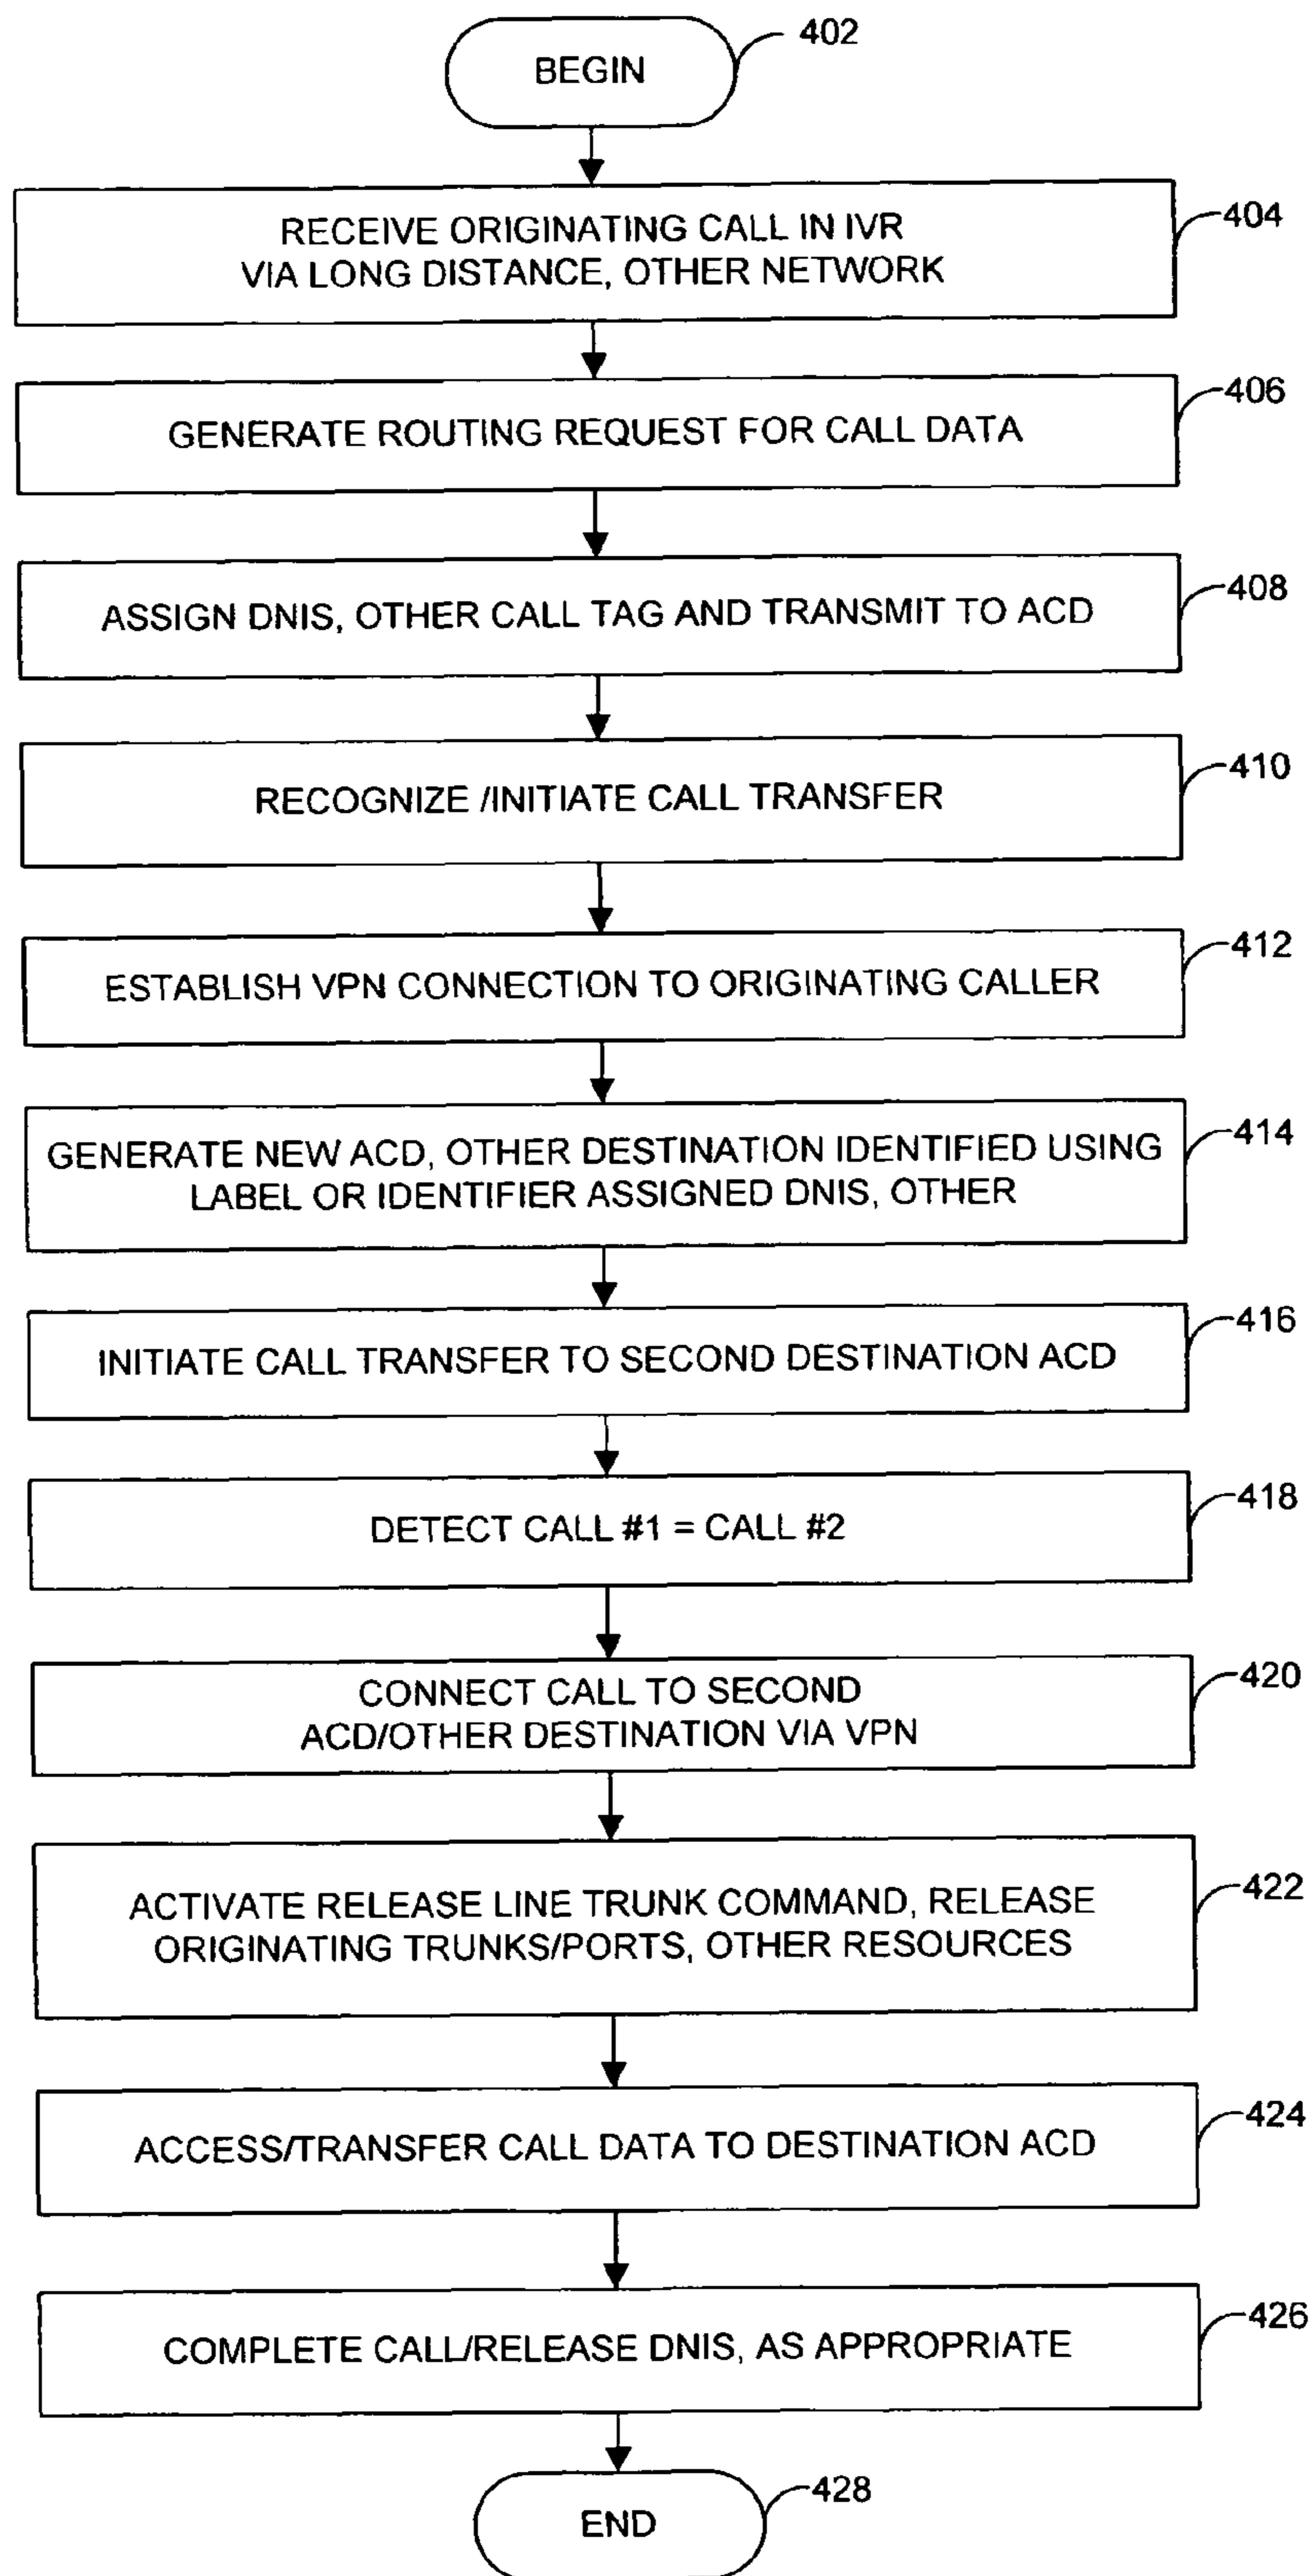 BEGIN
402
RECEIVE ORIGINATING CALL IN IVR
VIA LONG DISTANCE, OTHER NETWORK
404
GENERATE ROUTING REQUEST FOR CALL DATA
406
ASSIGN DNIS, OTHER CALL TAG AND TRANSMIT TO ACD
408
RECOGNIZE /INITIATE CALL TRANSFER
410
ESTABLISH VPN CONNECTION TO ORIGINATING CALLER
412
GENERATE NEW ACD, OTHER DESTINATION IDENTIFIED USING
LABEL OR IDENTIFIER ASSIGNED DNIS, OTHER
414
INITIATE CALL TRANSFER TO SECOND DESTINATION ACD
416
DETECT CALL #1 = CALL #2
418
CONNECT CALL TO SECOND
ACD/OTHER DESTINATION VIA VPN
420
ACTIVATE RELEASE LINE TRUNK COMMAND, RELEASE
ORIGINATING TRUNKS/PORTS, OTHER RESOURCES
422
ACCESS/TRANSFER CALL DATA TO DESTINATION ACD
424
COMPLETE CALL/RELEASE DNIS, AS APPROPRIATE
426
END
428